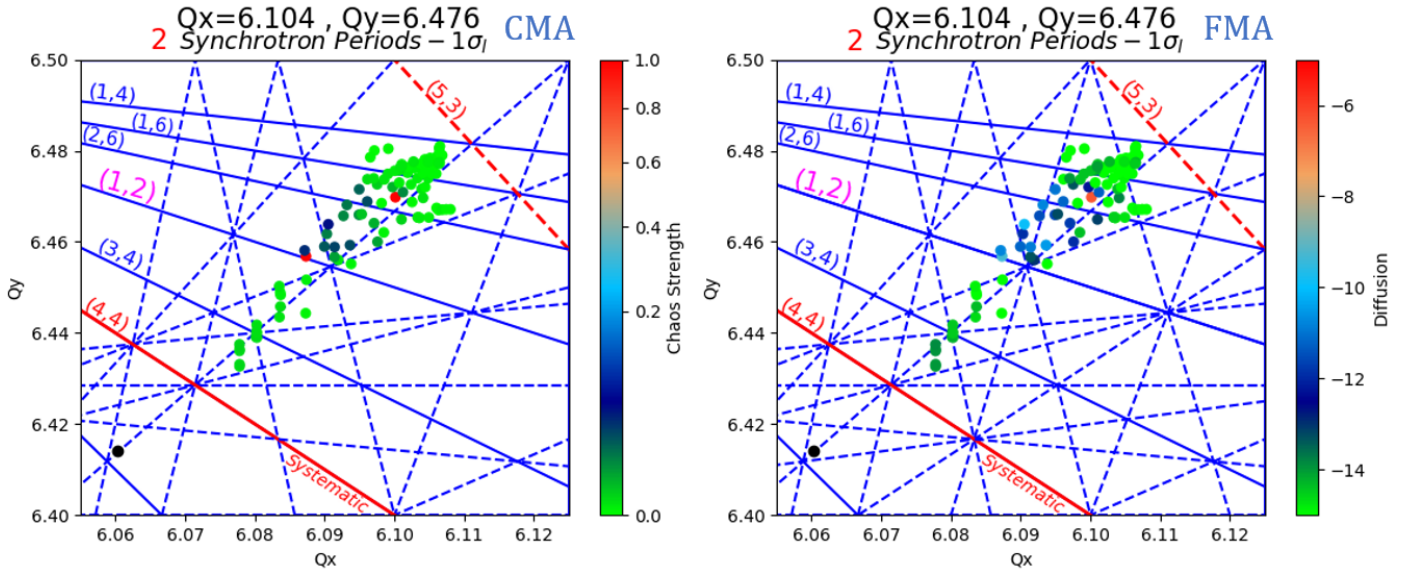 Qx=6.104 , Qy=6.476 CMA
2 Synchrotron Periods − 1σl
6.50
6.48
6.46
6.44
6.42
6.40
Qy
(1,4)
(1,6)
(2,6)
(1,2)
(3,4)
(4,4)
(5,3)
Systematic
6.06 6.07 6.08 6.09 6.10 6.11 6.12
Qx
1.0
0.8
0.6
0.4
0.2
0.0
Chaos Strength
Qx=6.104 , Qy=6.476 FMA
2 Synchrotron Periods − 1σl
6.50
6.48
6.46
6.44
6.42
6.40
Qy
(1,4)
(1,6)
(2,6)
(1,2)
(3,4)
(4,4)
(5,3)
Systematic
6.06 6.07 6.08 6.09 6.10 6.11 6.12
Qx
−6
−8
−10
−12
−14
Diffusion